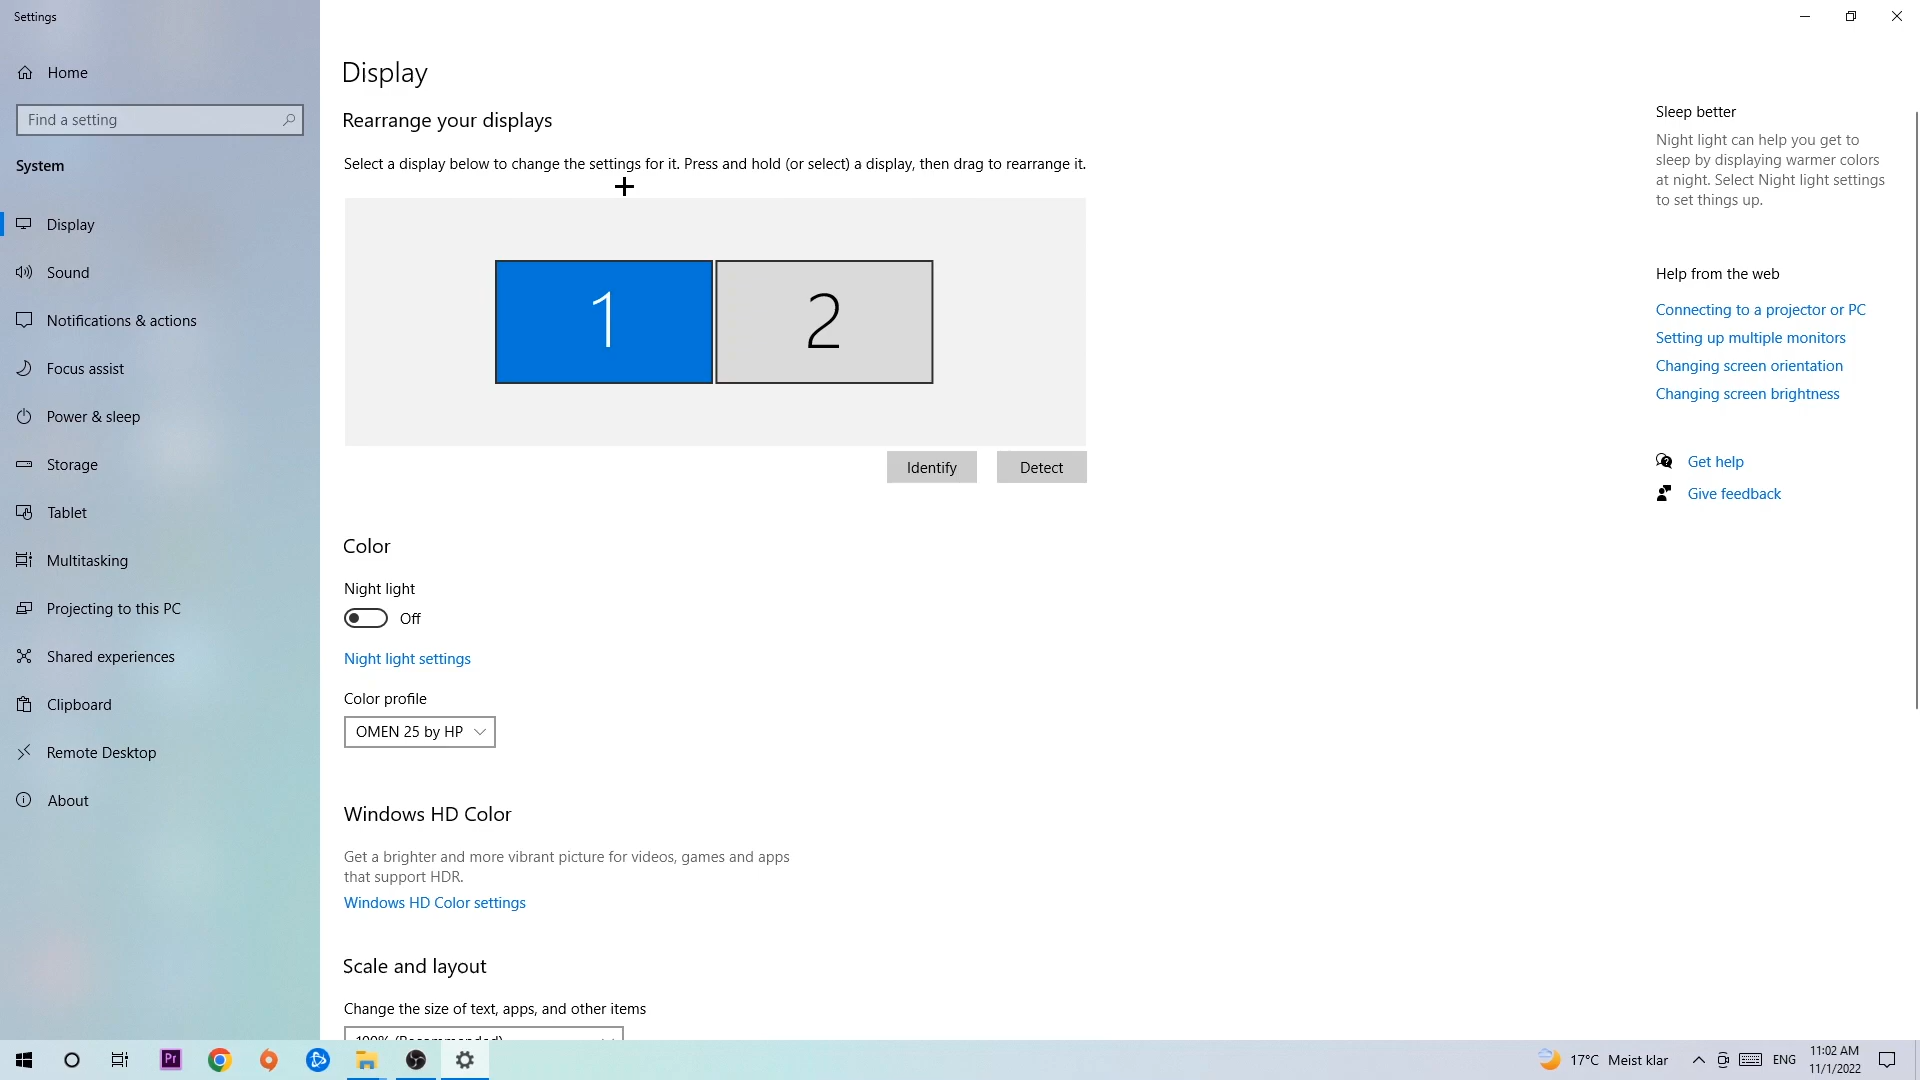 Settings
Home
Find a setting
System
Display
Sound
Notifications & actions
Focus assist
Power & sleep
Storage
Tablet
Multitasking
Projecting to this PC
Shared experiences
Clipboard
Remote Desktop
About
Display
Rearrange your displays
Select a display below to change the settings for it. Press and hold (or select) a display, then drag to rearrange it.
1
2
Identify
Detect
Color
Night light
Off
Night light settings
Color profile
OMEN 25 by HP
Windows HD Color
Get a brighter and more vibrant picture for videos, games and apps
that support HDR.
Windows HD Color settings
Scale and layout
Change the size of text, apps, and other items
100% (Recommended)
Sleep better
Night light can help you get to
sleep by displaying warmer colors
at night. Select Night light settings
to set things up.
Help from the web
Connecting to a projector or PC
Setting up multiple monitors
Changing screen orientation
Changing screen brightness
Get help
Give feedback
Pr
17°C Meist klar
ENG
11:02 AM
11/1/2022